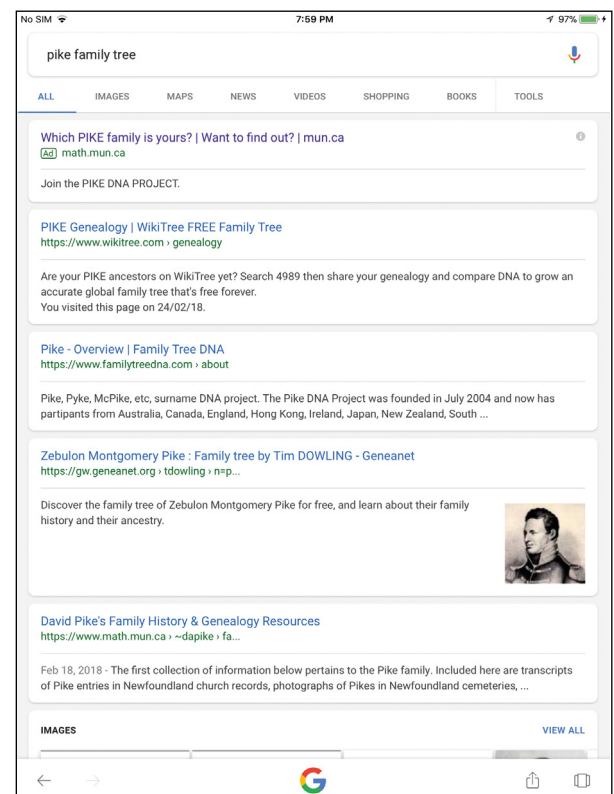 No SIM 7:59 PM 97%
pike family tree
ALL IMAGES MAPS NEWS VIDEOS SHOPPING BOOKS TOOLS
Which PIKE family is yours? | Want to find out? | mun.ca
Ad math.mun.ca
Join the PIKE DNA PROJECT.
PIKE Genealogy | WikiTree FREE Family Tree
https://www.wikitree.com › genealogy
Are your PIKE ancestors on WikiTree yet? Search 4989 then share your genealogy and compare DNA to grow an
accurate global family tree that's free forever.
You visited this page on 24/02/18.
Pike - Overview | Family Tree DNA
https://www.familytreedna.com › about
Pike, Pyke, McPike, etc, surname DNA project. The Pike DNA Project was founded in July 2004 and now has
partipants from Australia, Canada, England, Hong Kong, Ireland, Japan, New Zealand, South ...
Zebulon Montgomery Pike : Family tree by Tim DOWLING - Geneanet
https://gw.geneanet.org › tdowling › n=p...
Discover the family tree of Zebulon Montgomery Pike for free, and learn about their family
history and their ancestry.
David Pike's Family History & Genealogy Resources
https://www.math.mun.ca › ~dapike › fa...
Feb 18, 2018 - The first collection of information below pertains to the Pike family. Included here are transcripts
of Pike entries in Newfoundland church records, photographs of Pikes in Newfoundland cemeteries, ...
IMAGES VIEW ALL